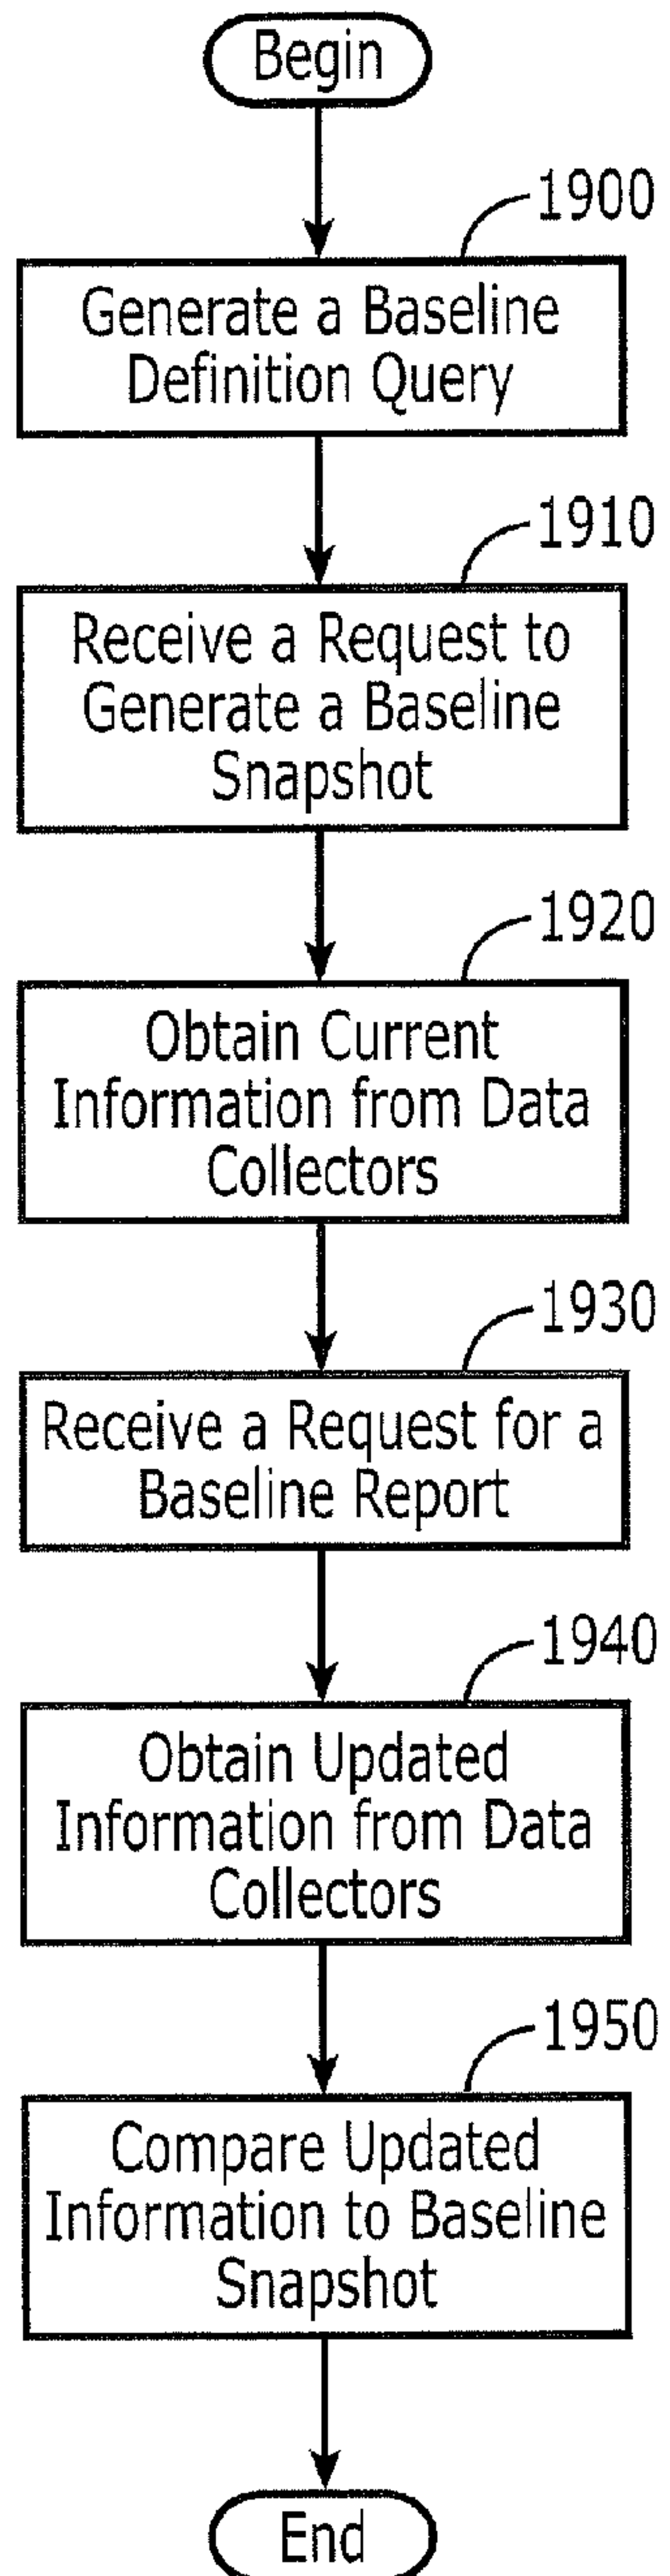 Begin
1900
Generate a Baseline
Definition Query
1910
Receive a Request to
Generate a Baseline
Snapshot
1920
Obtain Current
Information from Data
Collectors
1930
Receive a Request for a
Baseline Report
1940
Obtain Updated
Information from Data
Collectors
1950
Compare Updated
Information to Baseline
Snapshot
End